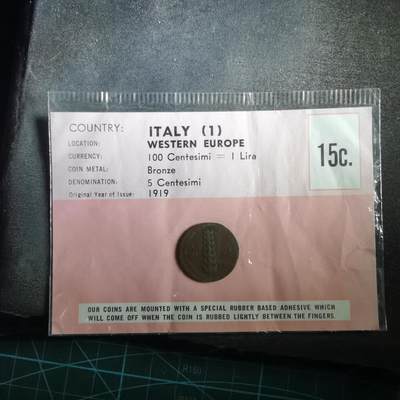 COUNTRY: ITALY (1)
LOCATION: WESTERN EUROPE
CURRENCY: 100 Centesimi = 1 Lira
COIN METAL: Bronze
DENOMINATION: 5 Centesimi
Original Year of Issue: 1919
15c.
OUR COINS ARE MOUNTED WITH A SPECIAL RUBBER BASED ADHESIVE WHICH
WILL COME OFF WHEN THE COIN IS RUBBED LIGHTLY BETWEEN THE FINGERS.